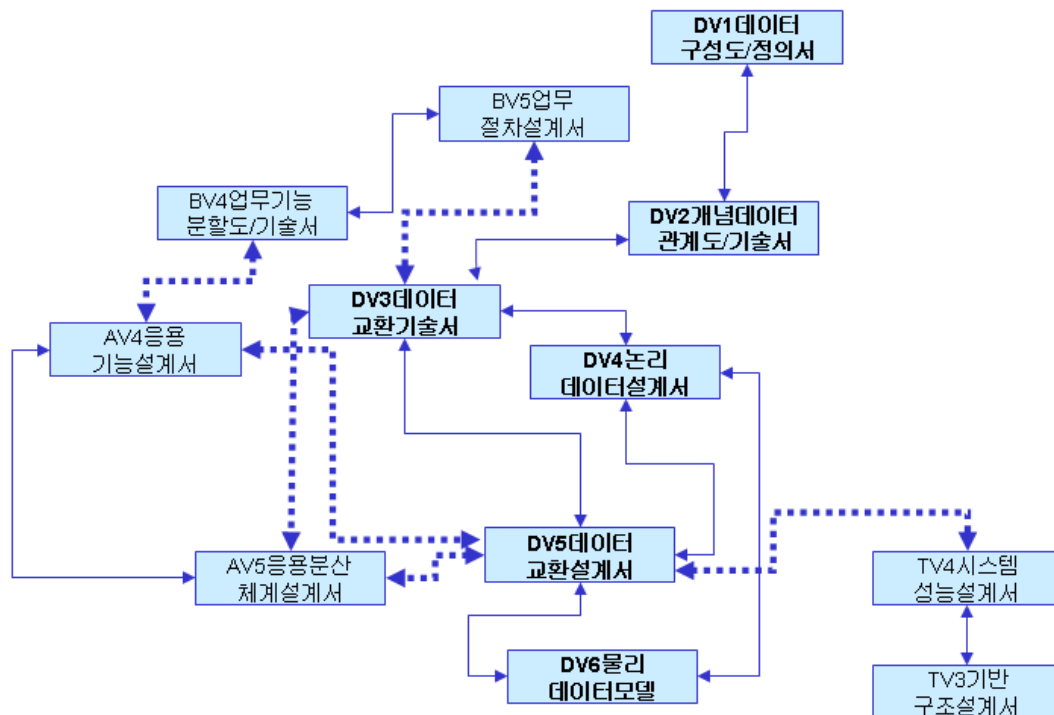 DV1데이터
구성도/정의서
BV5업무
절차설계서
BV4업무기능
분할도/기술서
DV2개념데이터
관계도/기술서
DV3데이터
교환기술서
AV4응용
기능설계서
DV4논리
데이터설계서
DV5데이터
교환설계서
AV5응용분산
체계설계서
TV4시스템
성능설계서
DV6물리
데이터모델
TV3기반
구조설계서